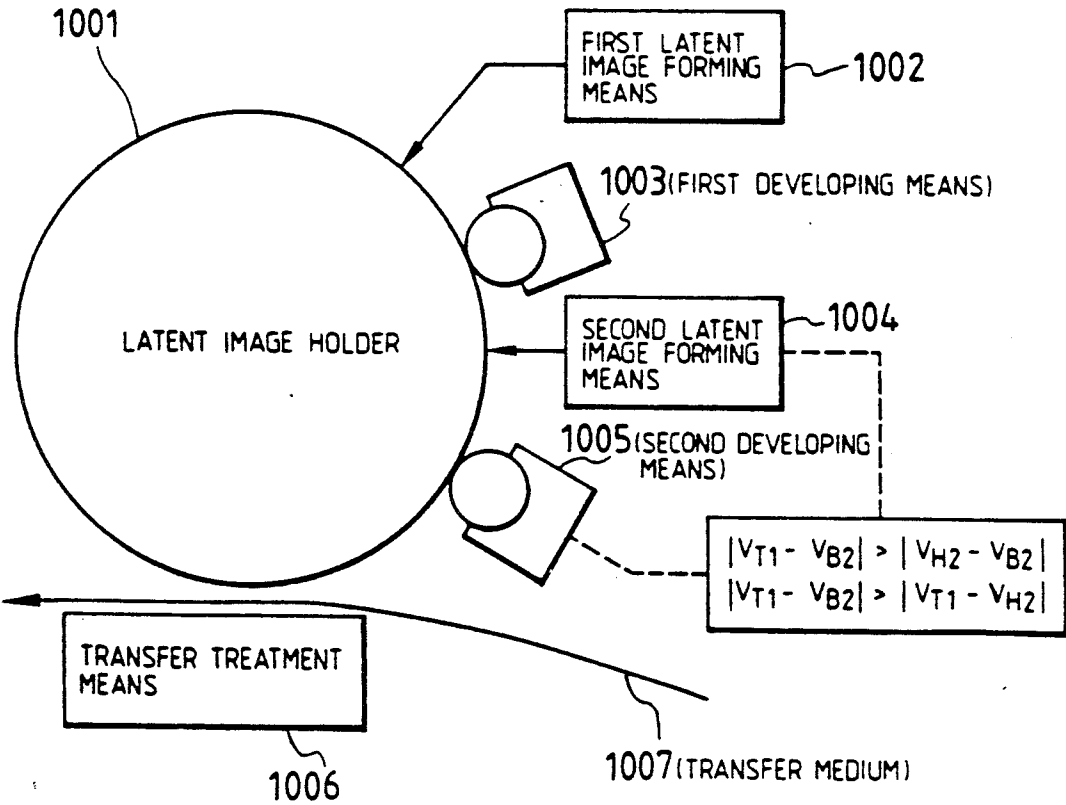 1001
FIRST LATENT
IMAGE FORMING
MEANS
1002
1003(FIRST DEVELOPING MEANS)
LATENT IMAGE HOLDER
SECOND LATENT
IMAGE FORMING
MEANS
1004
1005(SECOND DEVELOPING
MEANS)
|VT1 - VB2| > |VH2 - VB2|
|VT1 - VB2| > |VT1 - VH2|
TRANSFER TREATMENT
MEANS
1006
1007(TRANSFER MEDIUM)